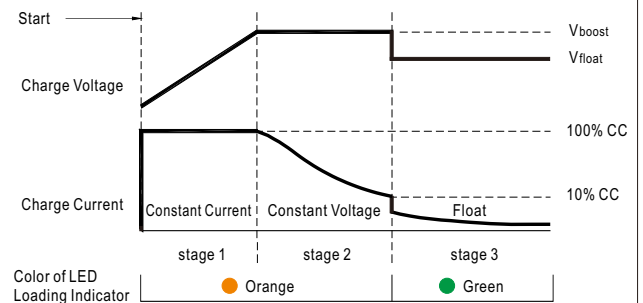 Start
Vboost
Vfloat
Charge Voltage
100% CC
10% CC
Charge Current
Constant Current
Constant Voltage
Float
stage 1
stage 2
stage 3
Color of LED
Loading Indicator
Orange
Green